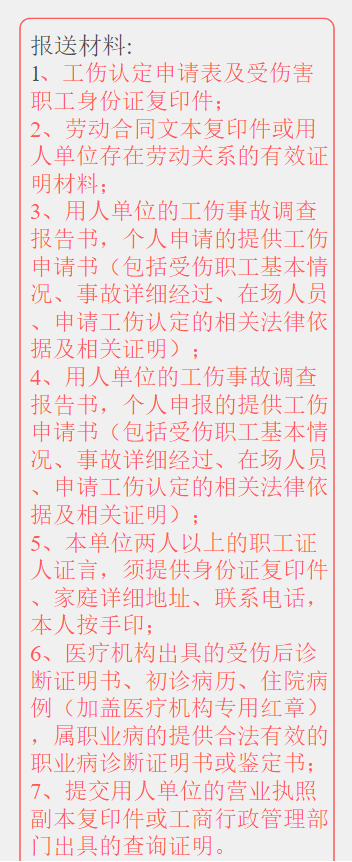 报送材料:
1、工伤认定申请表及受伤害
职工身份证复印件；
2、劳动合同文本复印件或用
人单位存在劳动关系的有效证
明材料；
3、用人单位的工伤事故调查
报告书，个人申请的提供工伤
申请书（包括受伤职工基本情
况、事故详细经过、在场人员
、申请工伤认定的相关法律依
据及相关证明）；
4、用人单位的工伤事故调查
报告书，个人申报的提供工伤
申请书（包括受伤职工基本情
况、事故详细经过、在场人员
、申请工伤认定的相关法律依
据及相关证明）；
5、本单位两人以上的职工证
人证言，须提供身份证复印件
、家庭详细地址、联系电话，
本人按手印；
6、医疗机构出具的受伤后诊
断证明书、初诊病历、住院病
例（加盖医疗机构专用红章）
，属职业病的提供合法有效的
职业病诊断证明书或鉴定书；
7、提交用人单位的营业执照
副本复印件或工商行政管理部
门出具的查询证明。